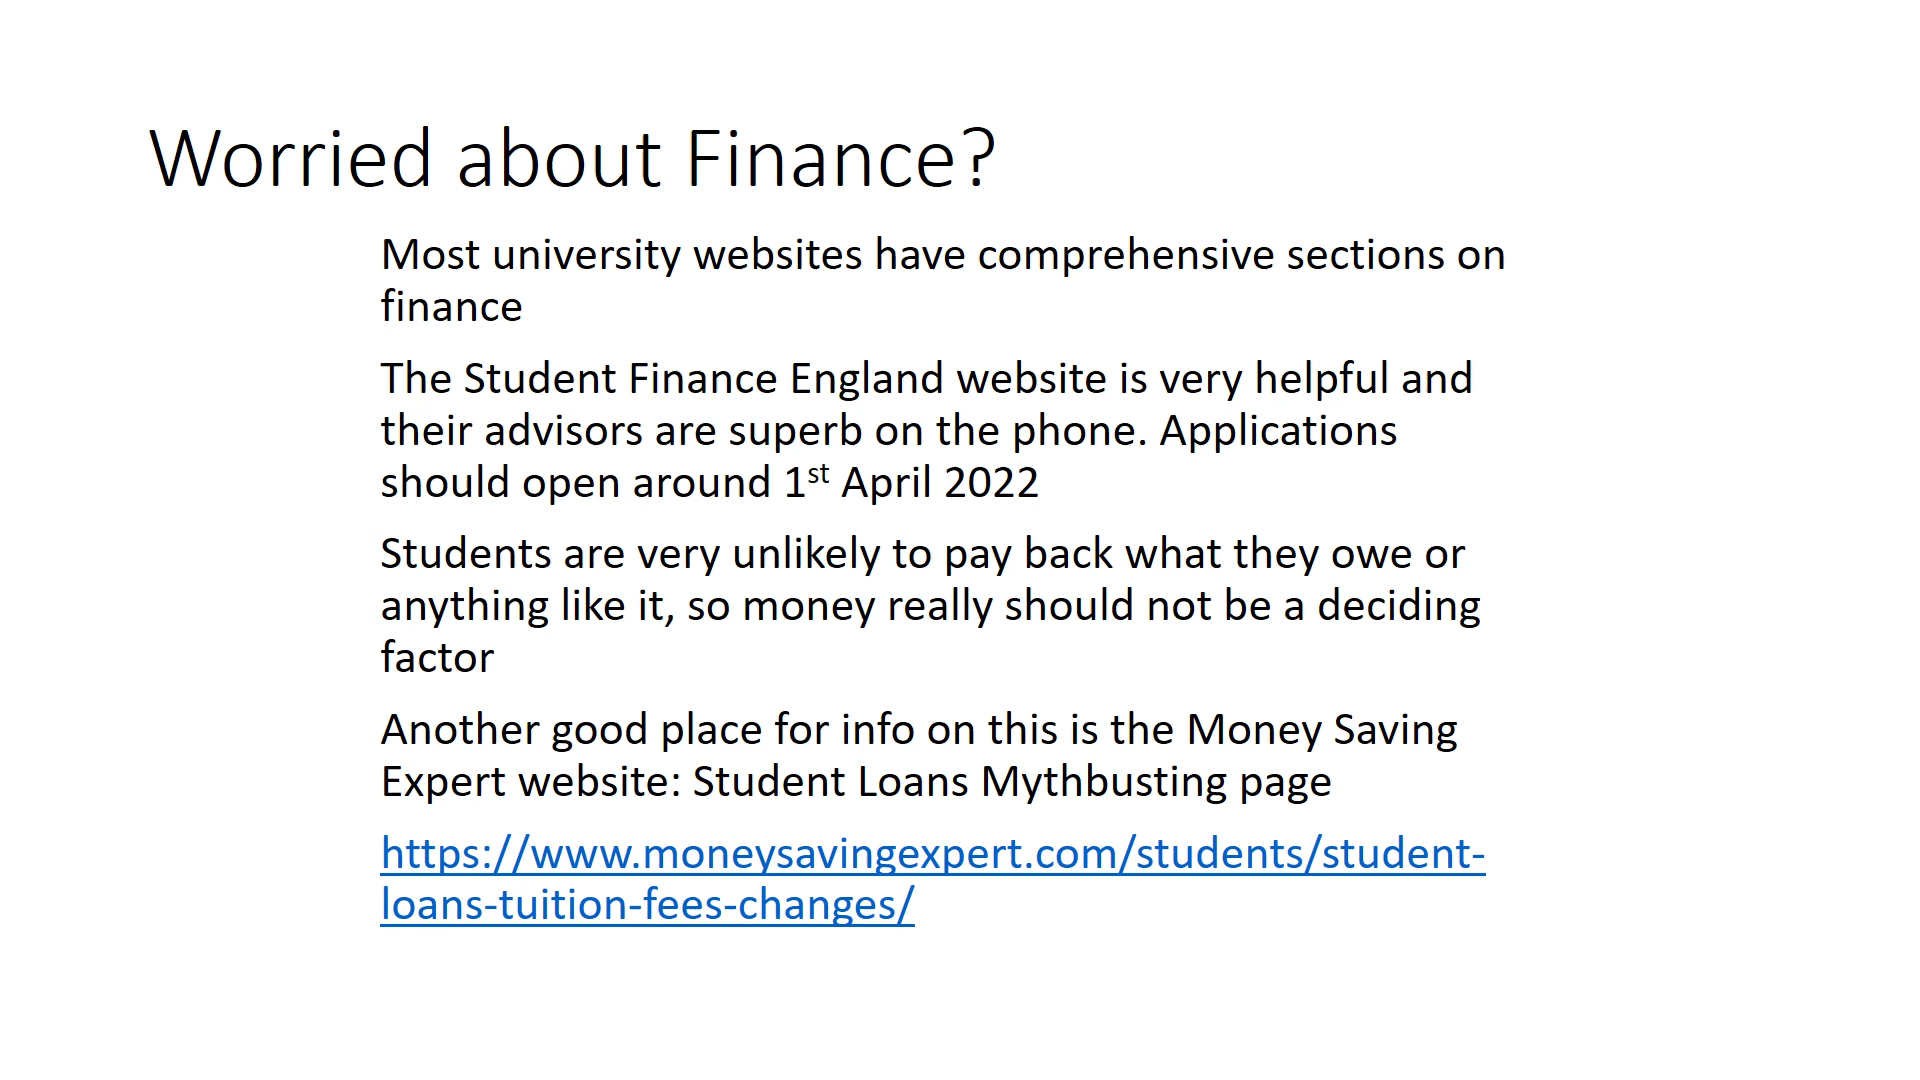 Worried about Finance?
Most university websites have comprehensive sections on
finance
The Student Finance England website is very helpful and
their advisors are superb on the phone. Applications
should open around 1st April 2022
Students are very unlikely to pay back what they owe or
anything like it, so money really should not be a deciding
factor
Another good place for info on this is the Money Saving
Expert website: Student Loans Mythbusting page
https://www.moneysavingexpert.com/students/student-
loans-tuition-fees-changes/